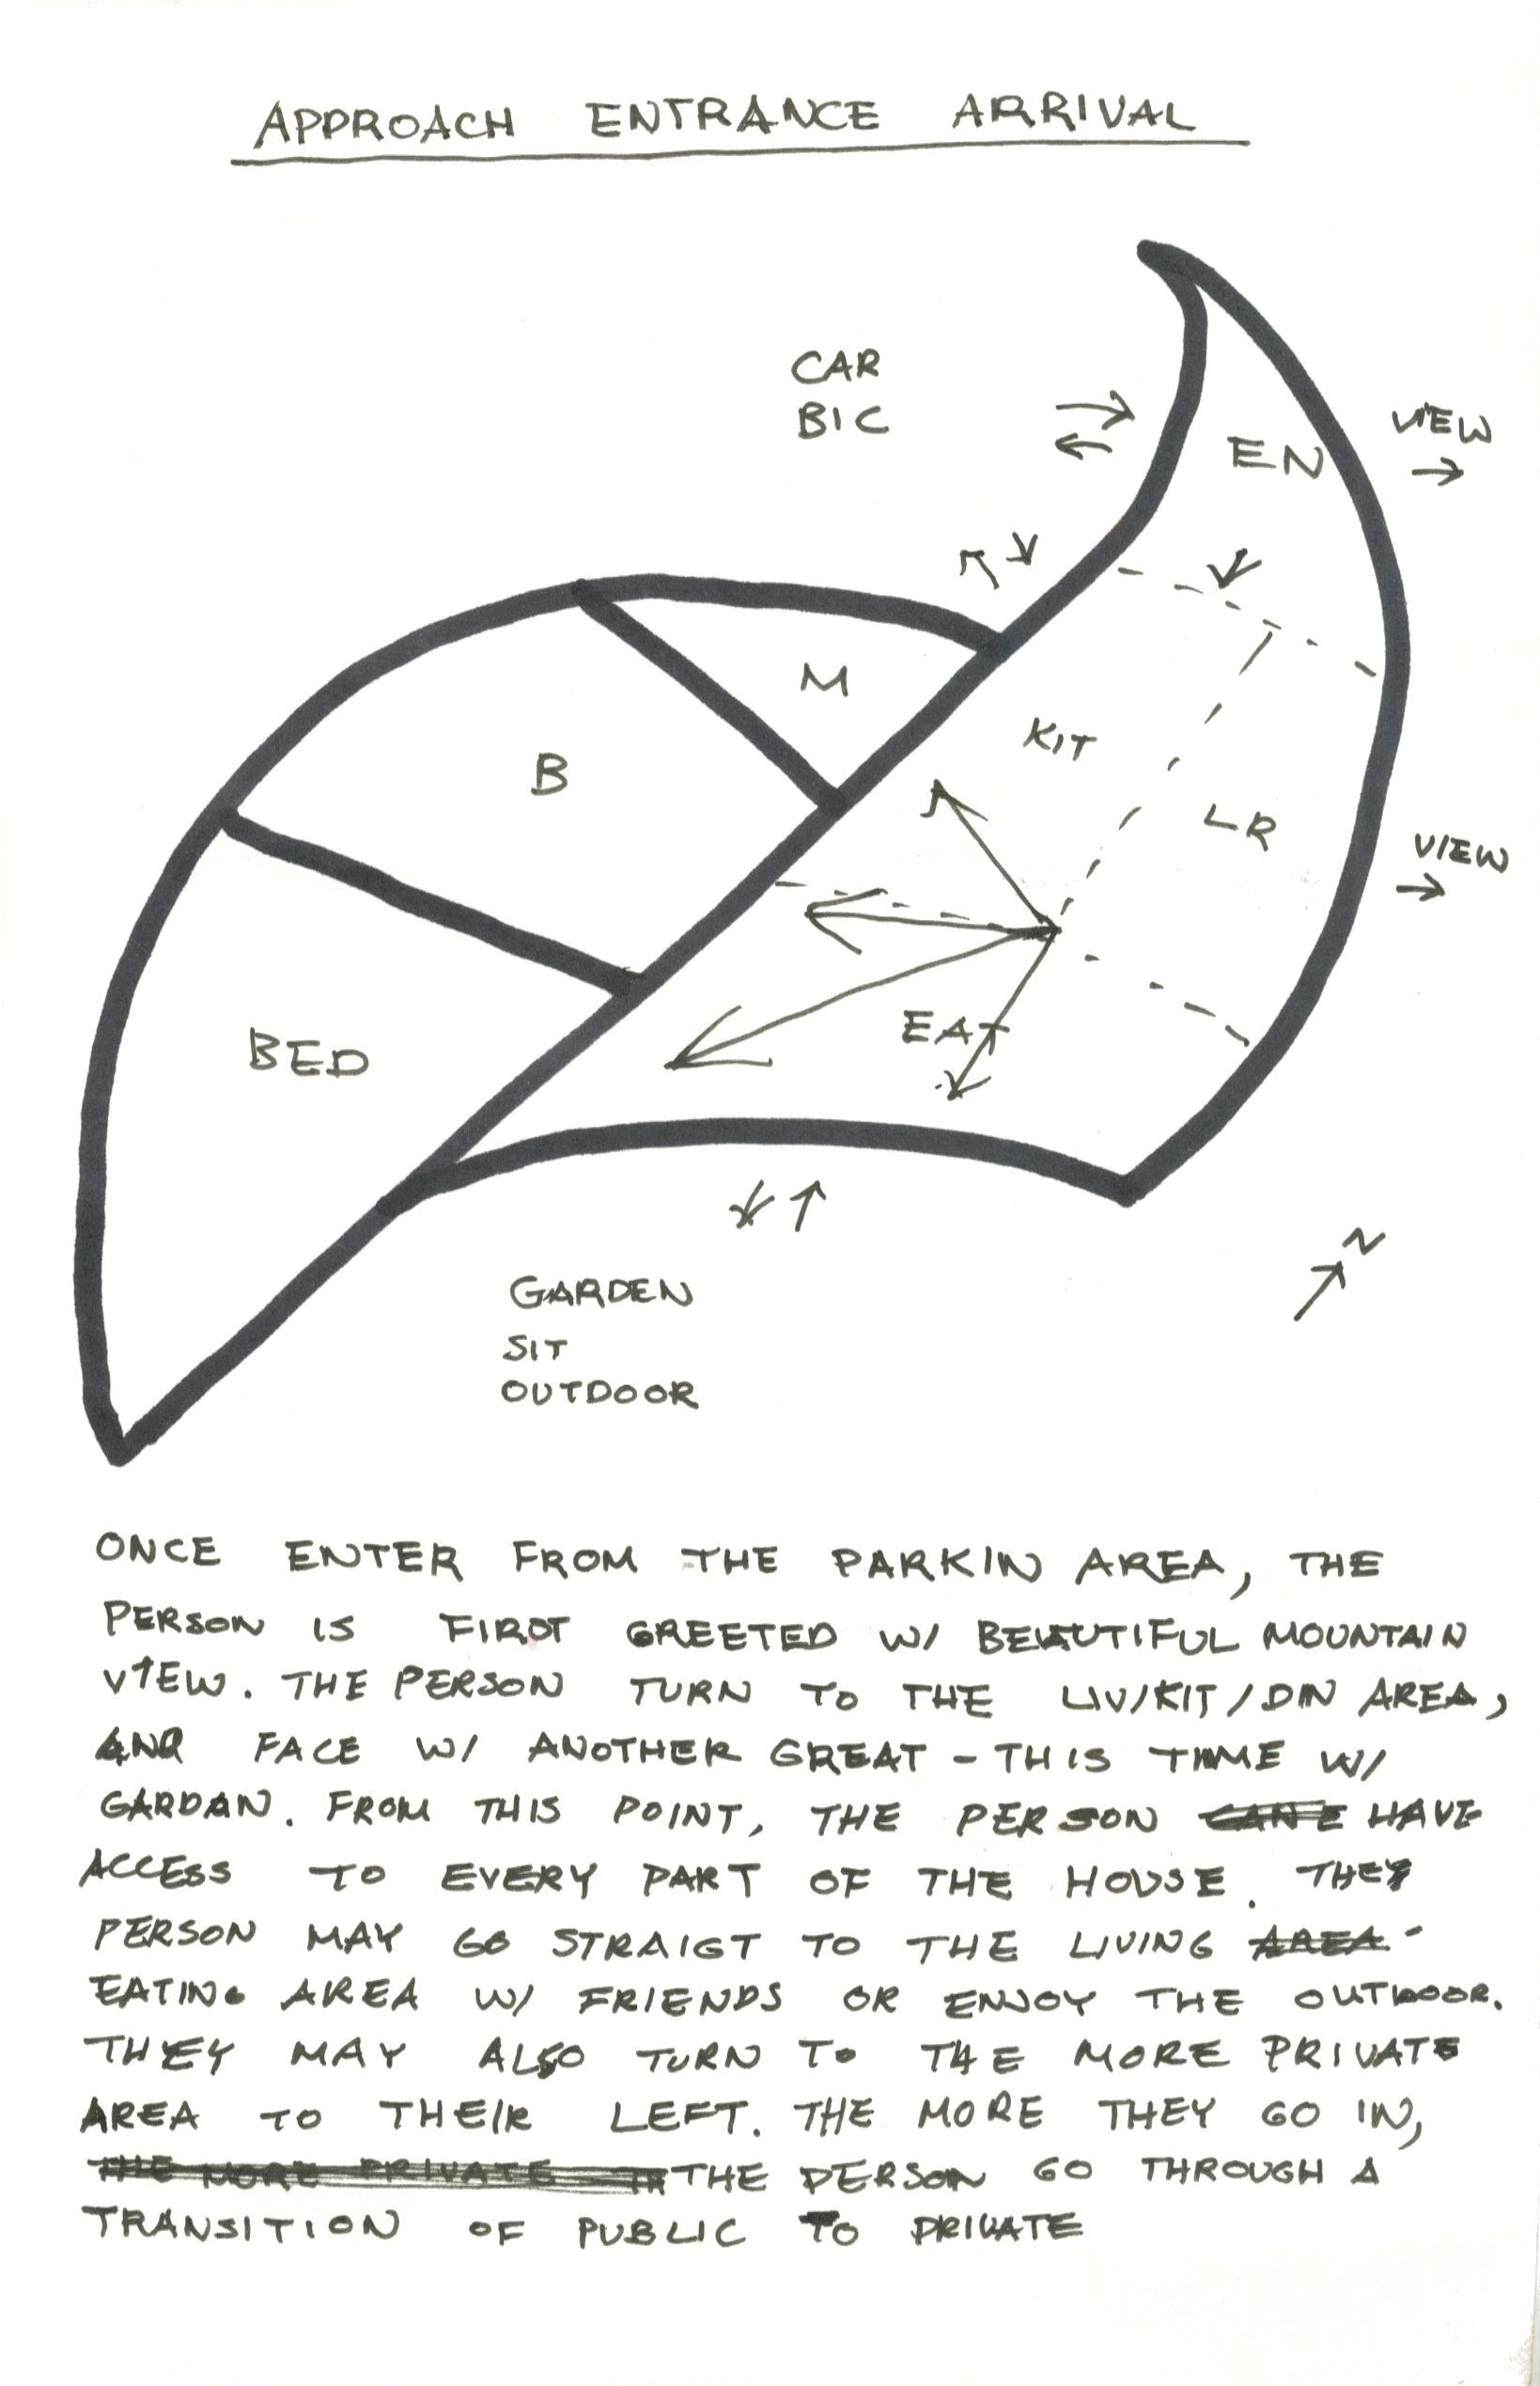 APPROACH ENTRANCE ARRIVAL
CAR
BIC
EN
VIEW
M
KIT
B
LR
VIEW
EAT
BED
N
GARDEN
SIT
OUTDOOR
ONCE ENTER FROM THE PARKIN AREA, THE
PERSON IS FIRST GREETED W/ BEAUTIFUL MOUNTAIN
VIEW. THE PERSON TURN TO THE LIV/KIT/DIN AREA,
AND FACE W/ ANOTHER GREAT - THIS TIME W/
GARDAN. FROM THIS POINT, THE PERSON HAVE
ACCESS TO EVERY PART OF THE HOUSE. THEY
PERSON MAY GO STRAIGT TO THE LIVING AREA -
EATING AREA W/ FRIENDS OR ENJOY THE OUTDOOR.
THEY MAY ALSO TURN TO THE MORE PRIVATE
AREA TO THEIR LEFT. THE MORE THEY GO IN,
THE MORE PRIVATE THE PERSON GO THROUGH A
TRANSITION OF PUBLIC TO PRIVATE